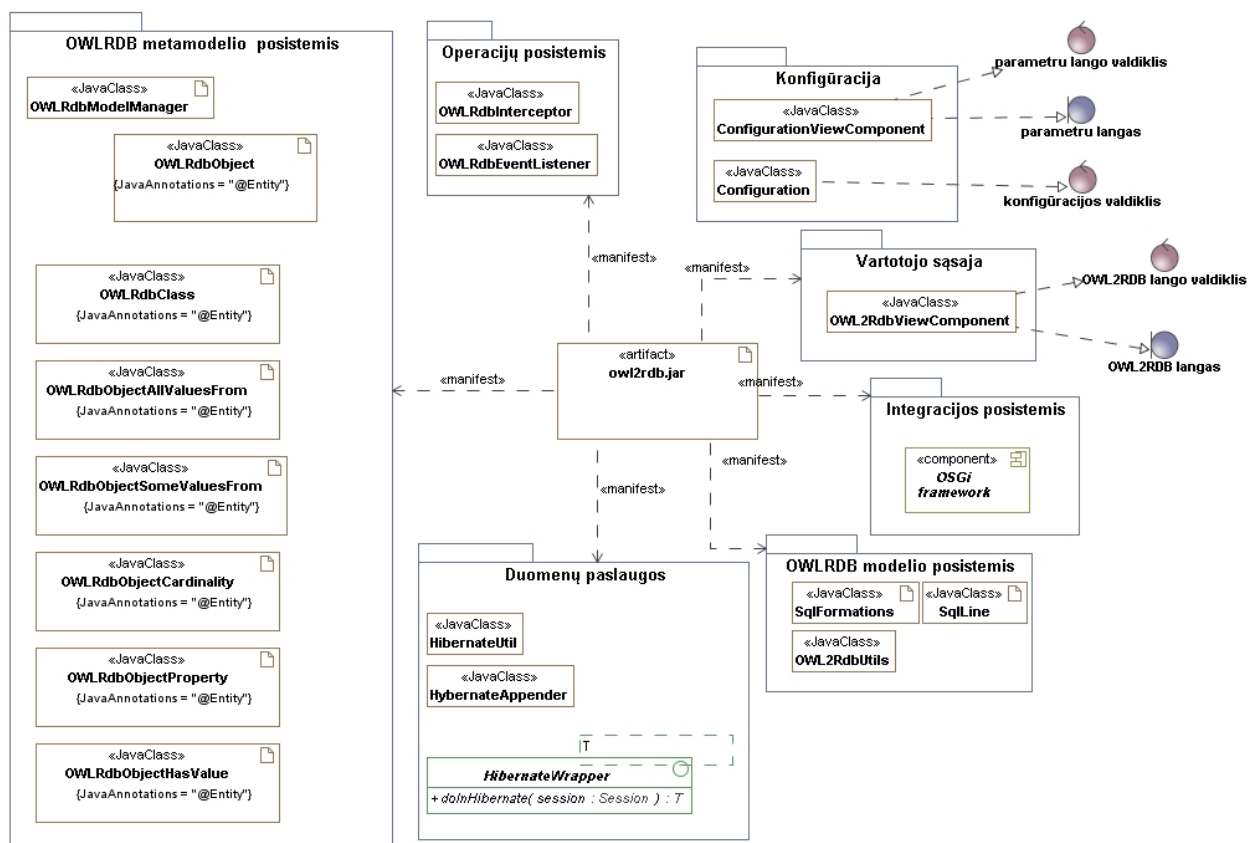 OWLRDB metamodelio posistemis
«JavaClass»
OWLRdbModelManager
«JavaClass»
OWLRdbObject
{JavaAnnotations = "@Entity"}
«JavaClass»
OWLRdbClass
{JavaAnnotations = "@Entity"}
«JavaClass»
OWLRdbObjectAllValuesFrom
{JavaAnnotations = "@Entity"}
«JavaClass»
OWLRdbObjectSomeValuesFrom
{JavaAnnotations = "@Entity"}
«JavaClass»
OWLRdbObjectCardinality
{JavaAnnotations = "@Entity"}
«JavaClass»
OWLRdbObjectProperty
{JavaAnnotations = "@Entity"}
«JavaClass»
OWLRdbObjectHasValue
{JavaAnnotations = "@Entity"}
Operacijų posistemis
«JavaClass»
OWLRdbInterceptor
«JavaClass»
OWLRdbEventListener
Konfigūracija
«JavaClass»
ConfigurationViewComponent
«JavaClass»
Configuration
parametru lango valdiklis
parametru langas
konfigūracijos valdiklis
«manifest»
«manifest»
Vartotojo sąsaja
«JavaClass»
OWL2RdbViewComponent
OWL2RDB lango valdiklis
OWL2RDB langas
«artifact»
owl2rdb.jar
«manifest»
«manifest»
Integracijos posistemis
«component»
OSGi
framework
«manifest»
«manifest»
Duomenų paslaugos
«JavaClass»
HibernateUtil
«JavaClass»
HybernateAppender
T
HibernateWrapper
+doInHibernate( session : Session ) : T
OWLRDB modelio posistemis
«JavaClass»
SqlFormations
«JavaClass»
SqlLine
«JavaClass»
OWL2RdbUtils